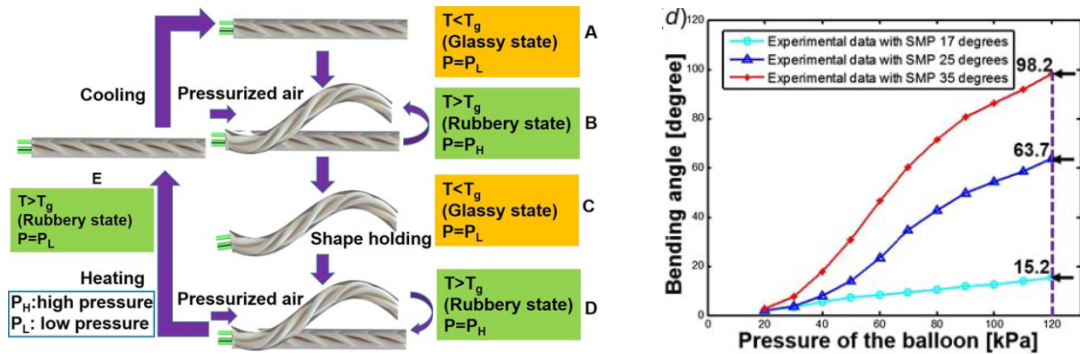 T<Tg
(Glassy state)
P=PL
A
Cooling
Pressurized air
T>Tg
(Rubbery state)
P=PH
B
E
T>Tg
(Rubbery state)
P=PL
T<Tg
(Glassy state)
P=PL
C
Shape holding
Heating
Pressurized air
T>Tg
(Rubbery state)
P=PH
D
PH:high pressure
PL: low pressure
d)
Experimental data with SMP 17 degrees
Experimental data with SMP 25 degrees
Experimental data with SMP 35 degrees
98.2
63.7
15.2
Bending angle [degree]
120
100
80
60
40
20
0
0 20 40 60 80 100 120
Pressure of the balloon [kPa]